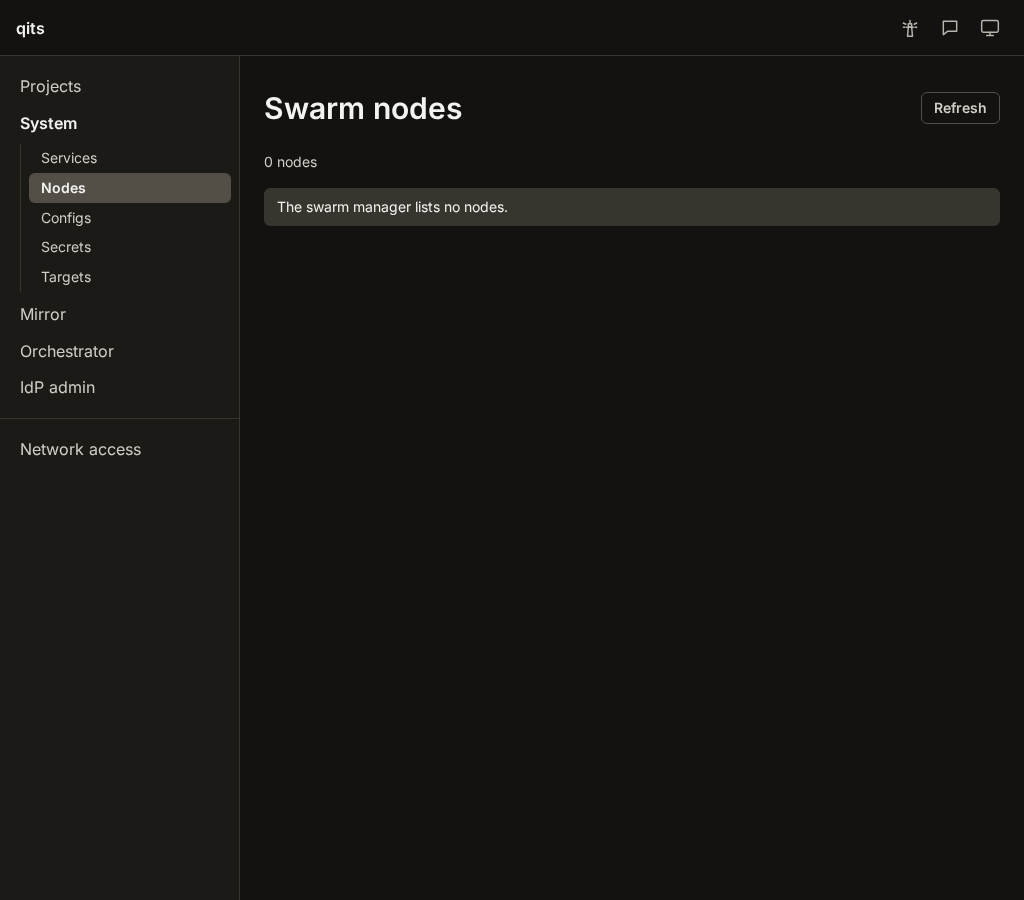 qits
Projects
System
Services
Nodes
Configs
Secrets
Targets
Mirror
Orchestrator
IdP admin
Network access
Swarm nodes
Refresh
0 nodes
The swarm manager lists no nodes.